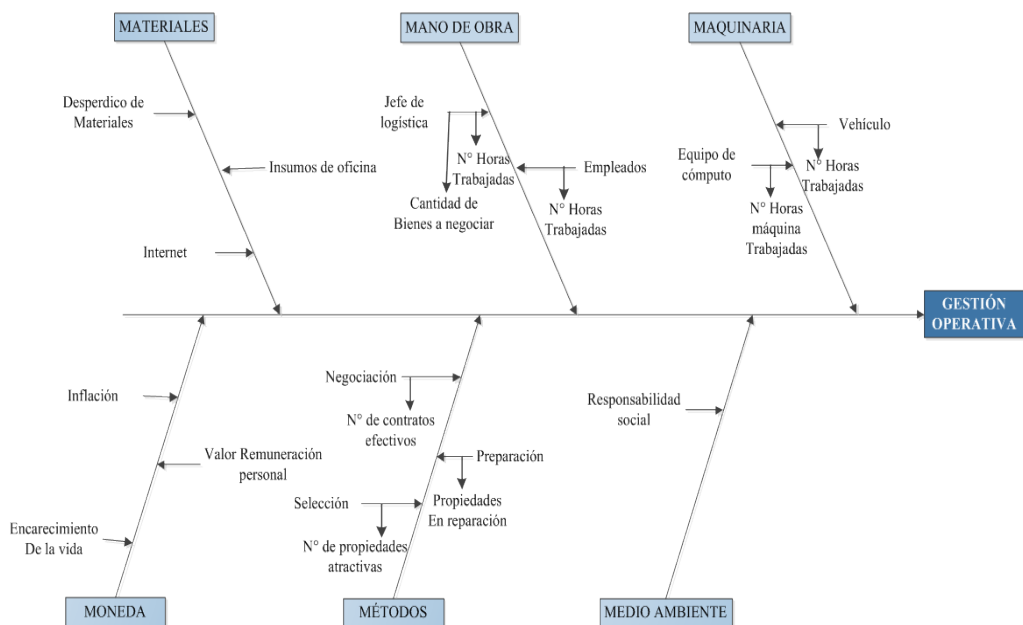 MATERIALES
MANO DE OBRA
MAQUINARIA
Desperdico de
Materiales
Insumos de oficina
Internet
Jefe de
logística
N° Horas
Trabajadas
Cantidad de
Bienes a negociar
Empleados
N° Horas
Trabajadas
Vehículo
N° Horas
Trabajadas
Equipo de
cómputo
N° Horas
máquina
Trabajadas
GESTIÓN
OPERATIVA
Inflación
Valor Remuneración
personal
Encarecimiento
De la vida
Negociación
N° de contratos
efectivos
Preparación
Propiedades
En reparación
Selección
N° de propiedades
atractivas
Responsabilidad
social
MONEDA
MÉTODOS
MEDIO AMBIENTE